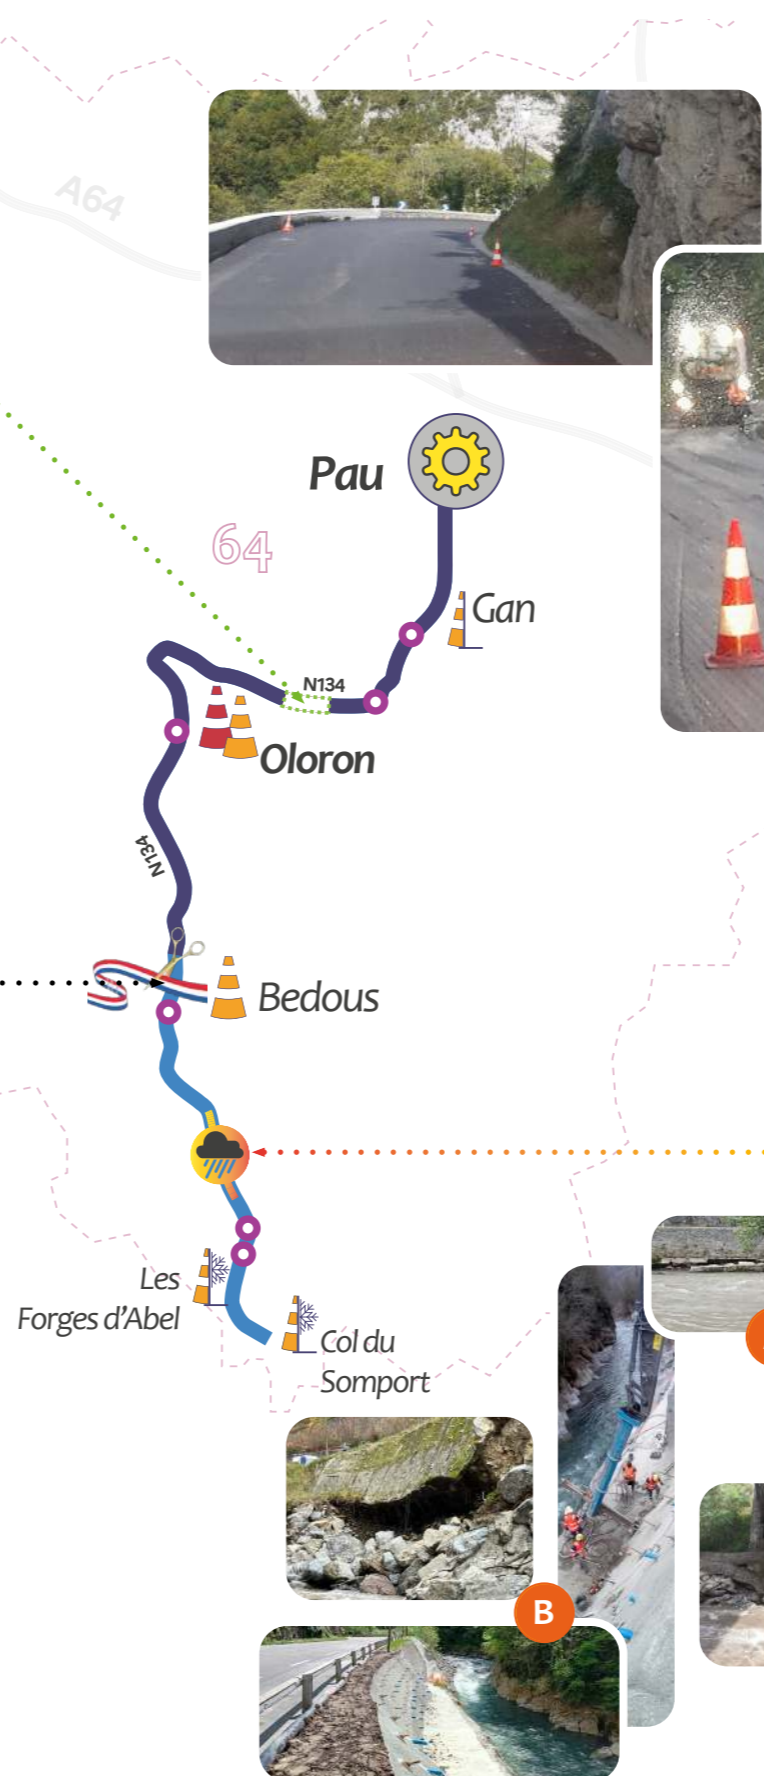 A64
Pau
64
Gan
N134
Oloron
N134
Bedous
Les
Forges d'Abel
Col du
Somport
B